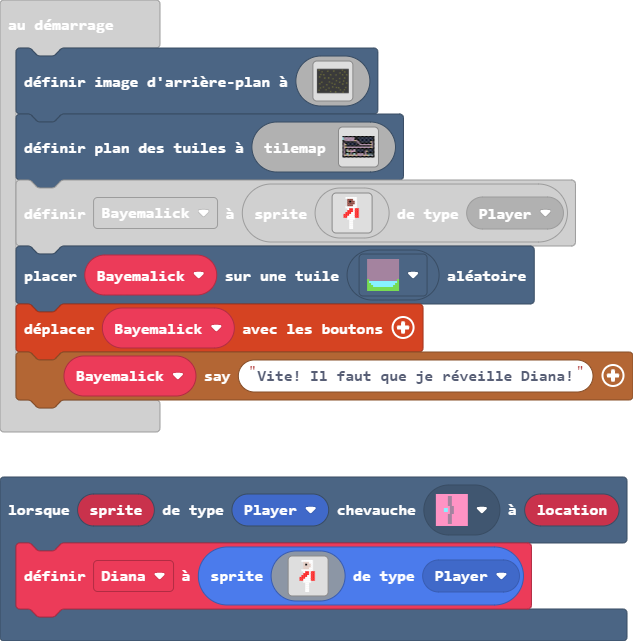 au démarrage
définir image d'arrière-plan à
définir plan des tuiles à tilemap
définir Bayemalick à sprite de type Player
placer Bayemalick sur une tuile aléatoire
déplacer Bayemalick avec les boutons
Bayemalick say "Vite! Il faut que je réveille Diana!"
lorsque sprite de type Player chevauche à location
définir Diana à sprite de type Player